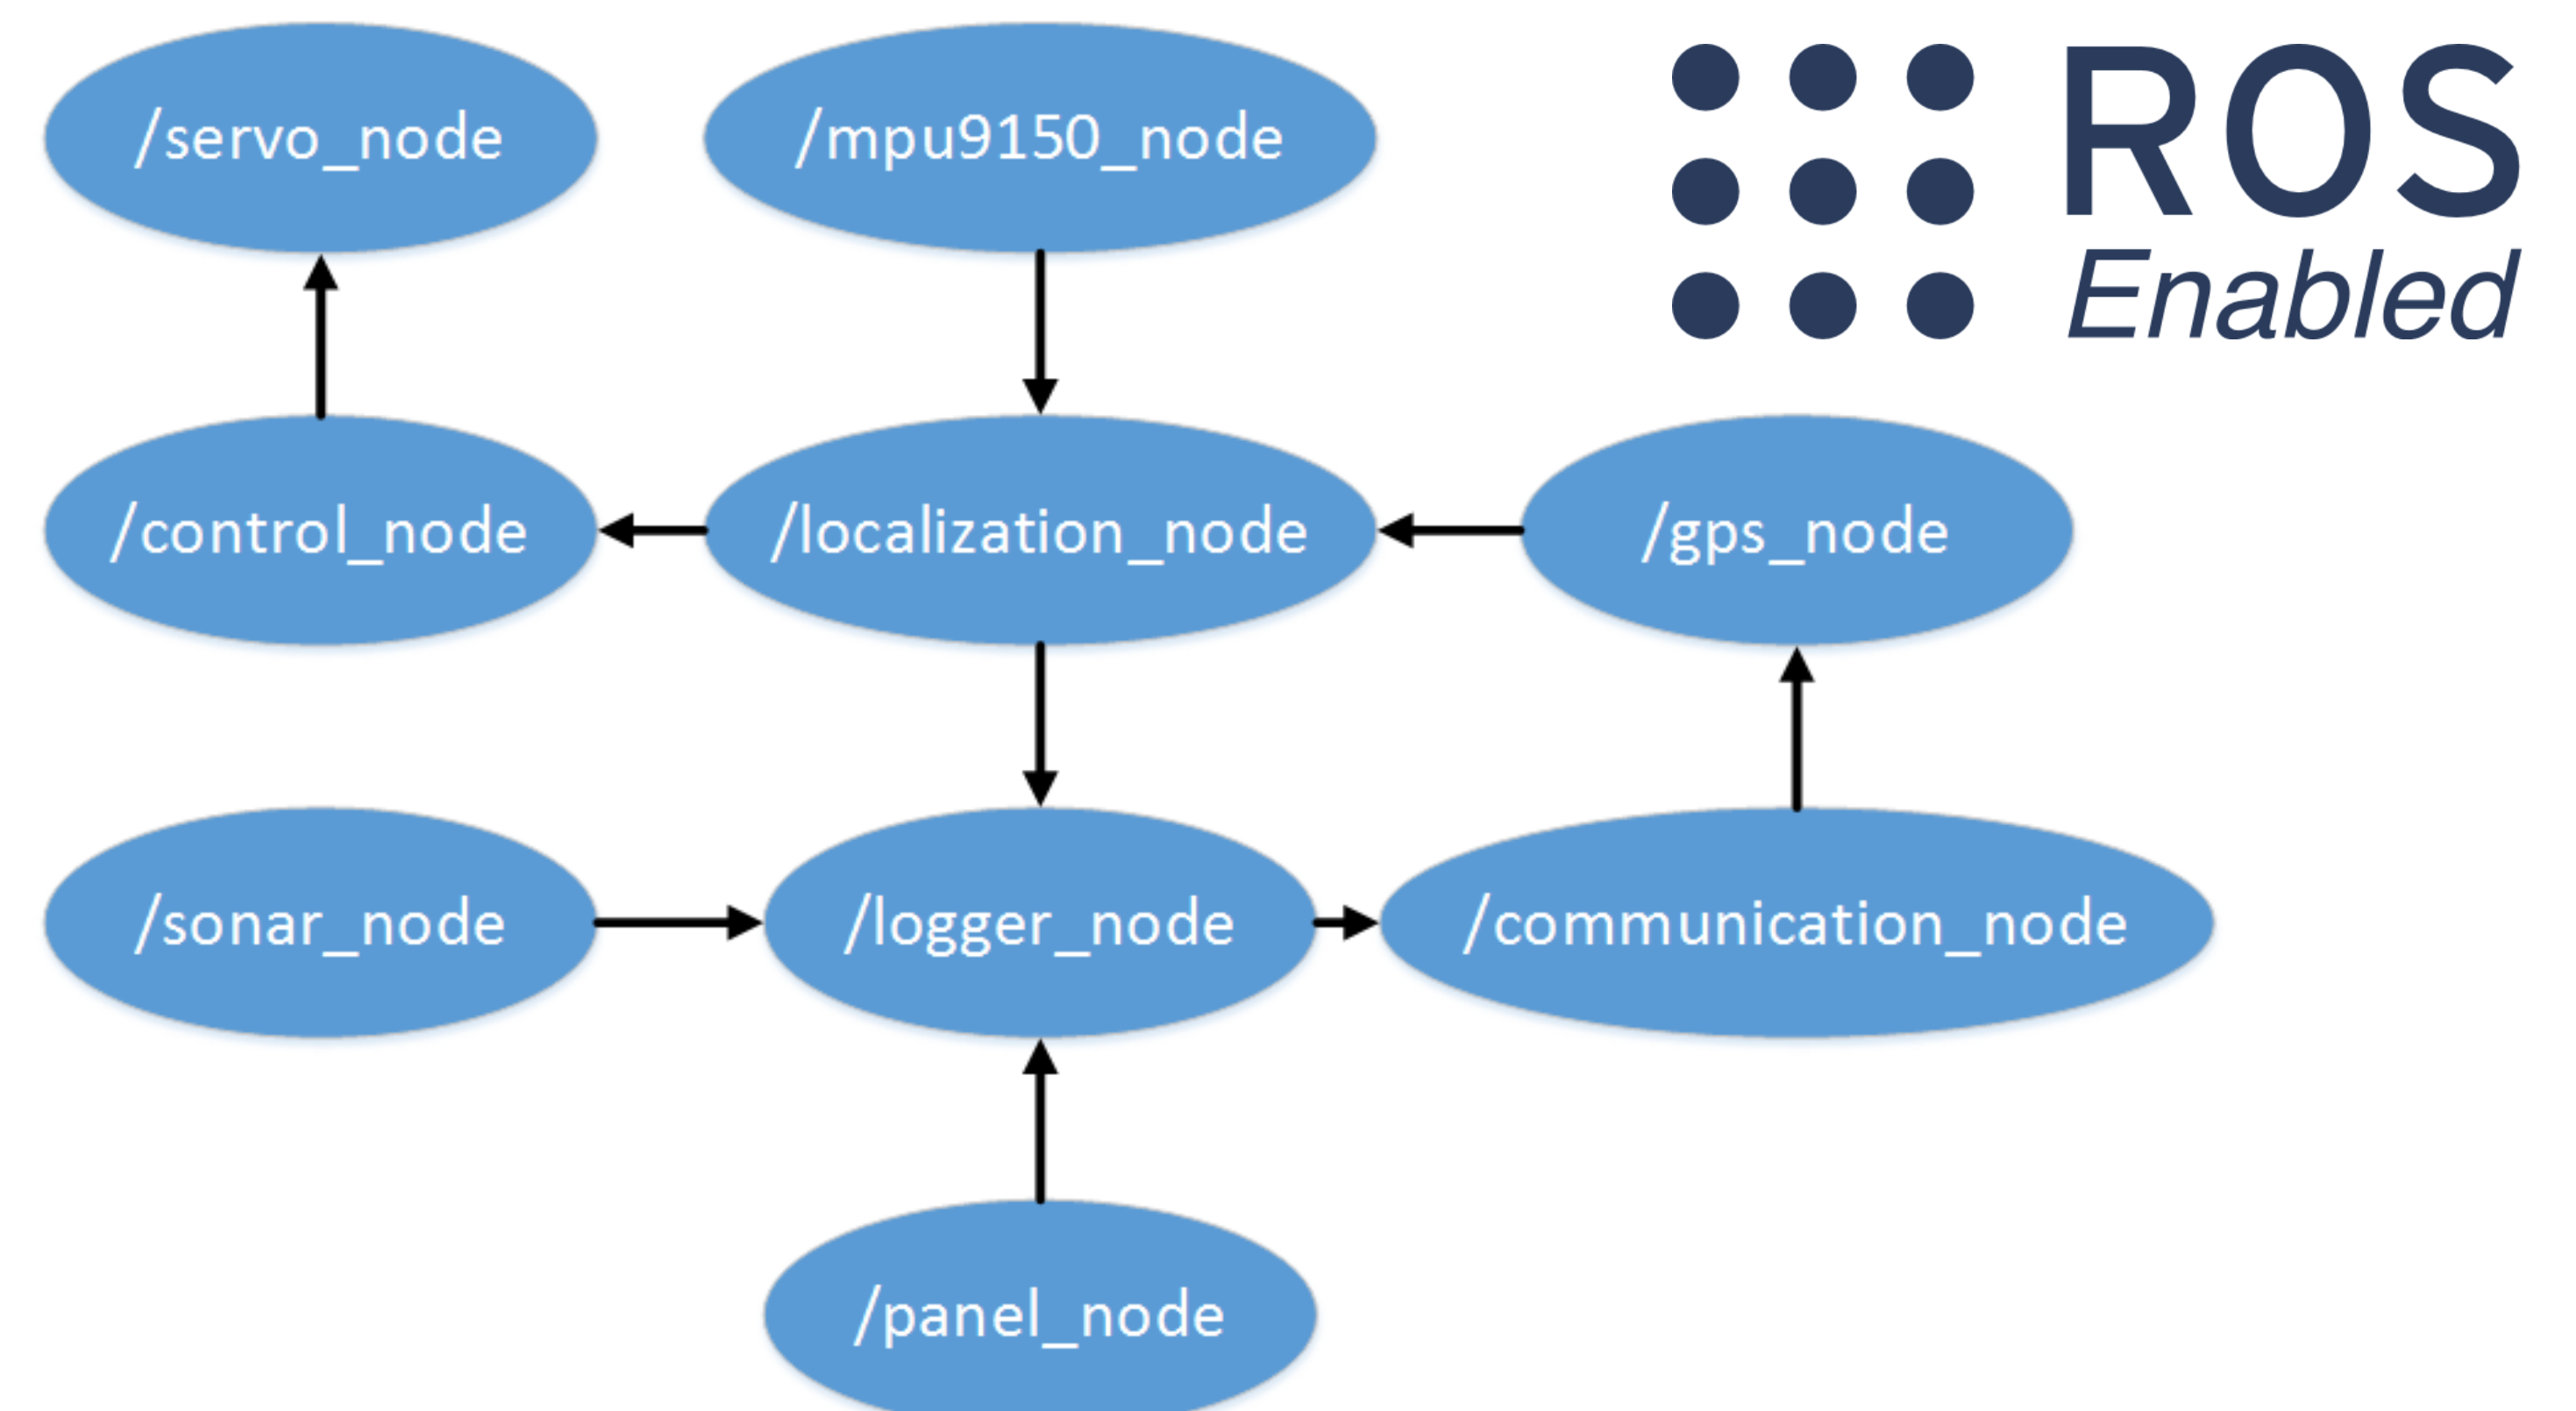 /servo_node
/mpu9150_node
ROS
Enabled
/control_node
/localization_node
/gps_node
/sonar_node
/logger_node
/communication_node
/panel_node